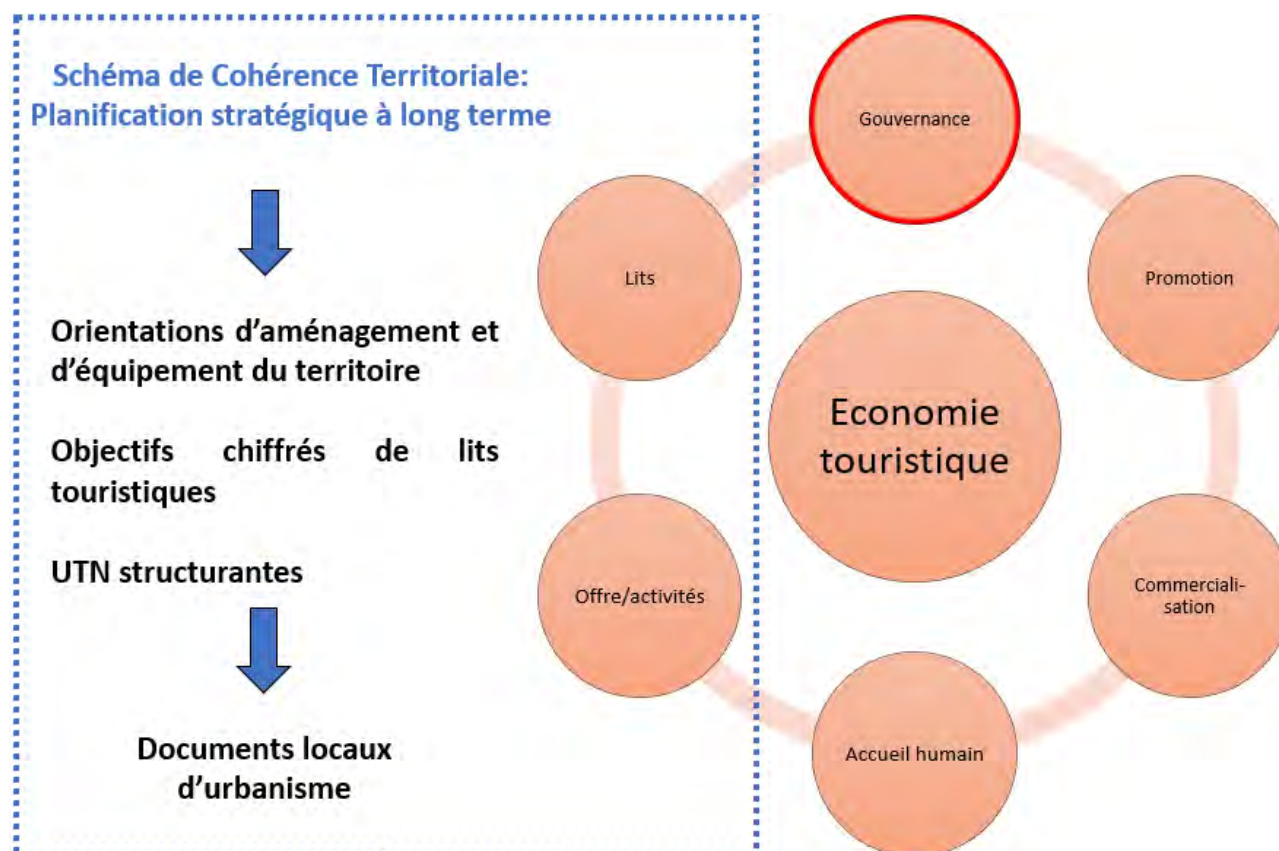 Schéma de Cohérence Territoriale:
Planification stratégique à long terme
Orientations d’aménagement et
d’équipement du territoire
Objectifs chiffrés de lits
touristiques
UTN structurantes
Documents locaux
d’urbanisme
Gouvernance
Lits
Promotion
Economie
touristique
Offre/activités
Commerciali-
sation
Accueil humain